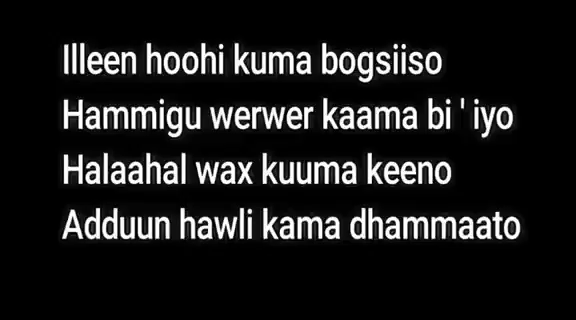 Illeen hoohi kuma bogsiiso
Hammigu werwer kaama bi ' iyo
Halaahal wax kuuma keeno
Adduun hawli kama dhammaato